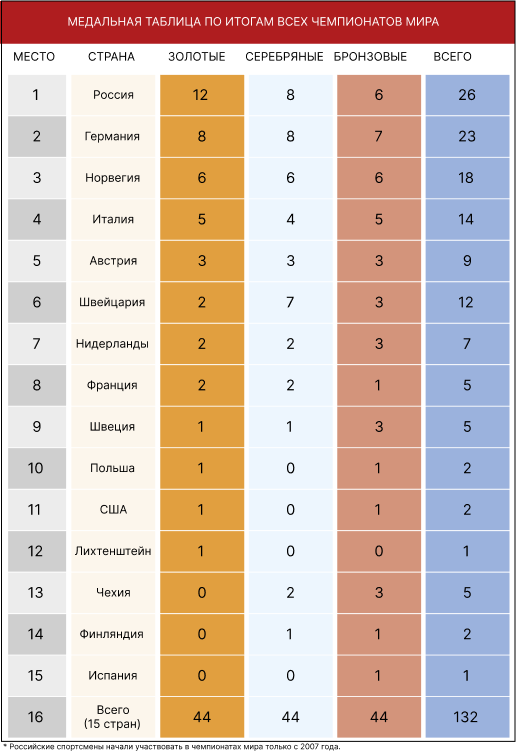 МЕДАЛЬНАЯ ТАБЛИЦА ПО ИТОГАМ ВСЕХ ЧЕМПИОНАТОВ МИРА
МЕСТО СТРАНА ЗОЛОТЫЕ СЕРЕБРЯНЫЕ БРОНЗОВЫЕ ВСЕГО
1 Россия 12 8 6 26
2 Германия 8 8 7 23
3 Норвегия 6 6 6 18
4 Италия 5 4 5 14
5 Австрия 3 3 3 9
6 Швейцария 2 7 3 12
7 Нидерланды 2 2 3 7
8 Франция 2 2 1 5
9 Швеция 1 1 3 5
10 Польша 1 0 1 2
11 США 1 0 1 2
12 Лихтенштейн 1 0 0 1
13 Чехия 0 2 3 5
14 Финляндия 0 1 1 2
15 Испания 0 0 1 1
16 Всего 44 44 44 132
(15 стран)
* Российские спортсмены начали участвовать в чемпионатах мира только с 2007 года.